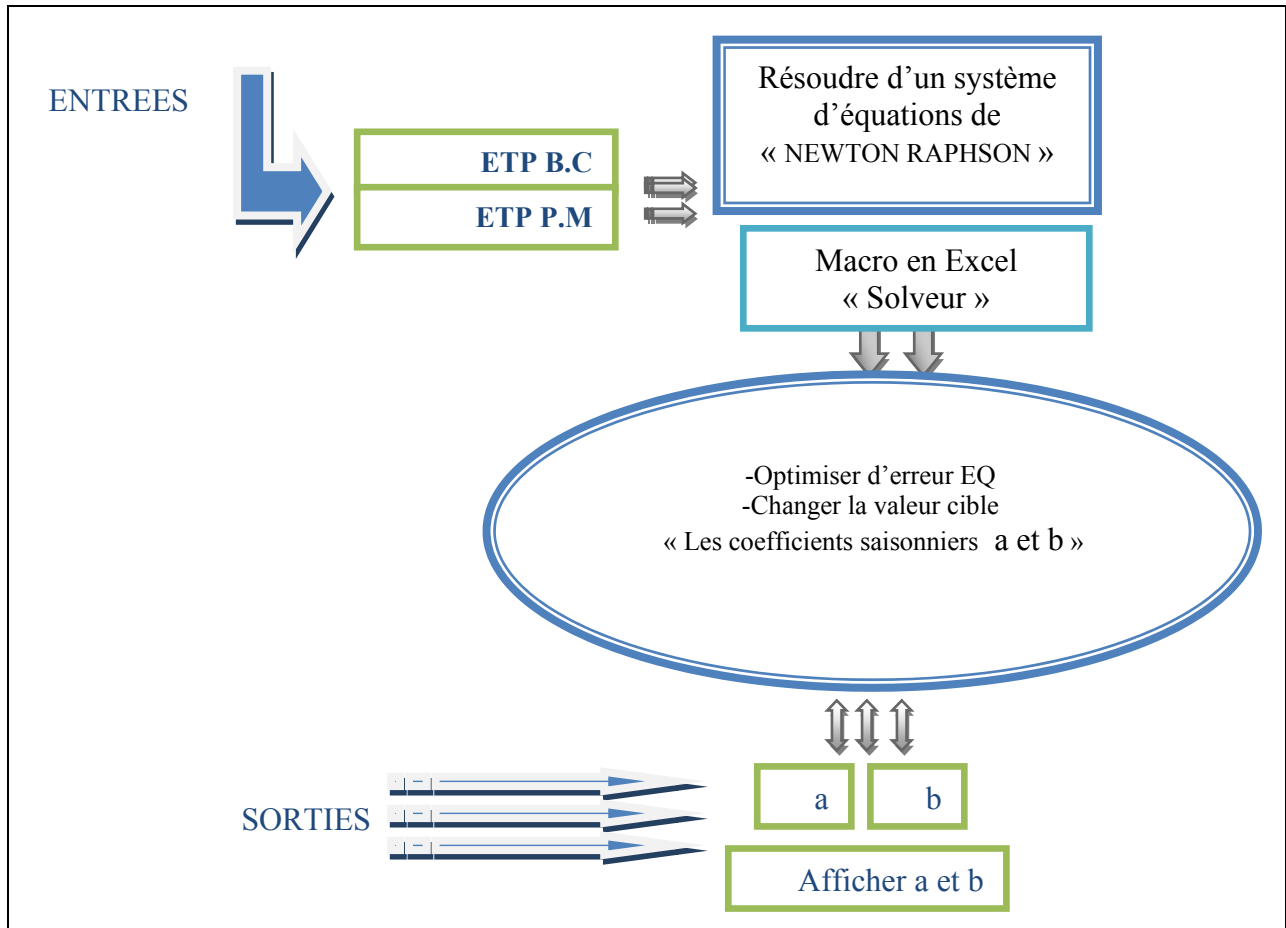 ENTREES
ETP B.C
ETP P.M
Résoudre d’un système
d’équations de
« NEWTON RAPHSON »
Macro en Excel
« Solveur »
-Optimiser d’erreur EQ
-Changer la valeur cible
« Les coefficients saisonniers a et b »
SORTIES
a
b
Afficher a et b